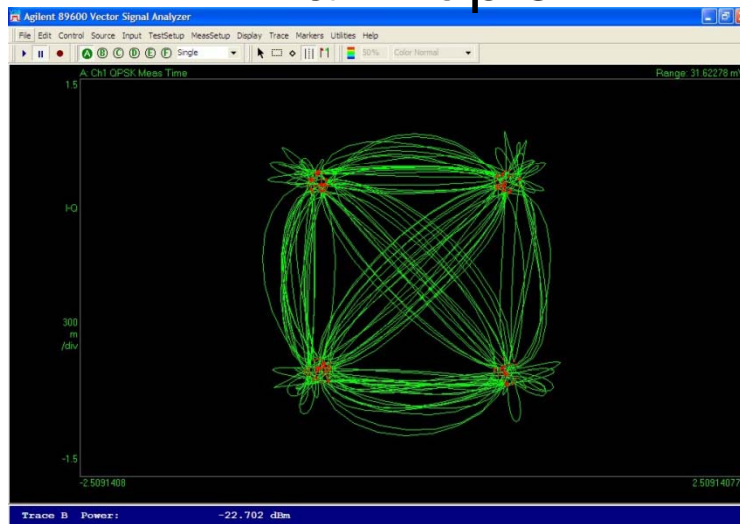 Agilent 89600 Vector Signal Analyzer
File Edit Control Source Input TestSetup MeasSetup Display Trace Markers Utilities Help
A B C D E F Single 50% Color Normal
A: Ch1 QPSK Meas Time Range: 31.62278 mV
1.5
I-Q
300
m
/div
-1.5
-2.5091408 2.50914077
Trace B Power: -22.702 dBm